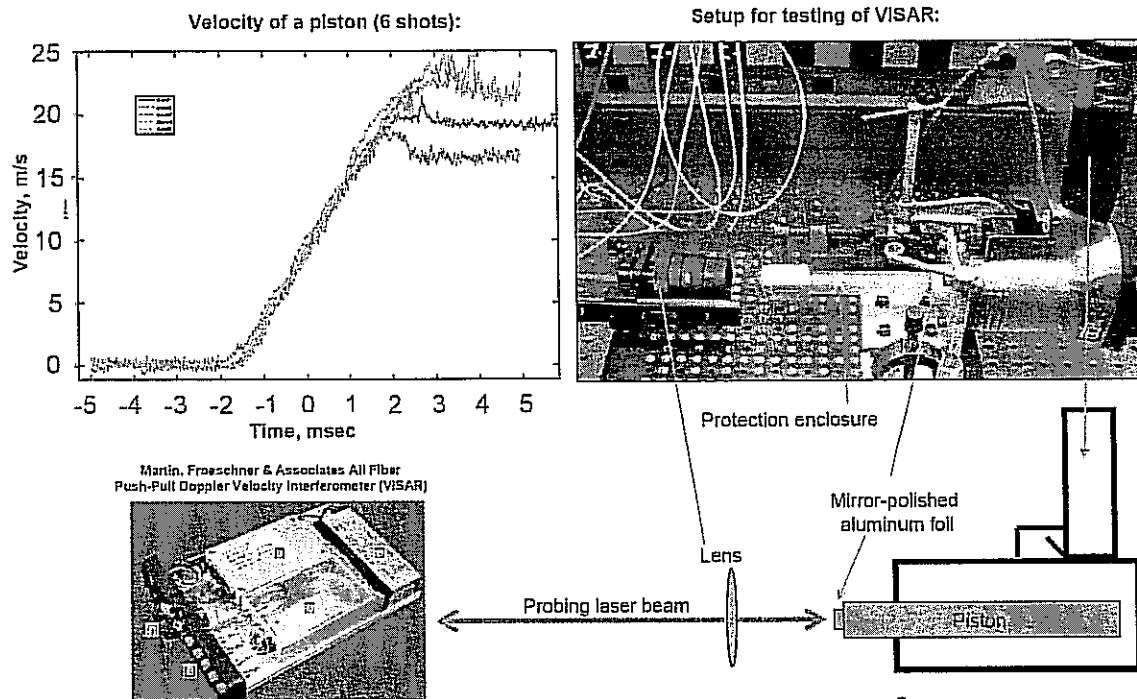 Velocity of a piston (6 shots):
25
20
15
10
5
0
Velocity, m/s
-5 -4 -3 -2 -1 0 1 2 3 4 5
Time, msec
Setup for testing of VISAR:
Protection enclosure
Mirror-polished
aluminum foil
Lens
Martin, Froeschner & Associates All Fiber
Push-Pull Doppler Velocity Interferometer (VISAR)
Probing laser beam
Piston